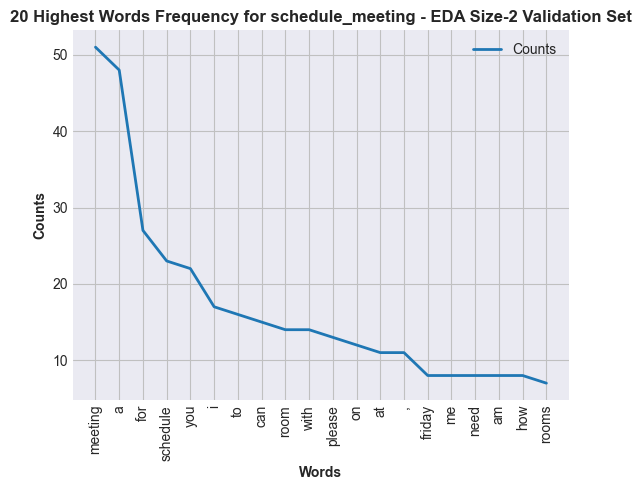 20 Highest Words Frequency for schedule_meeting - EDA Size-2 Validation Set
Counts
50
40
30
20
10
Counts
meeting
a
for
schedule
you
i
to
can
room
with
please
on
at
,
friday
me
need
am
how
rooms
Words